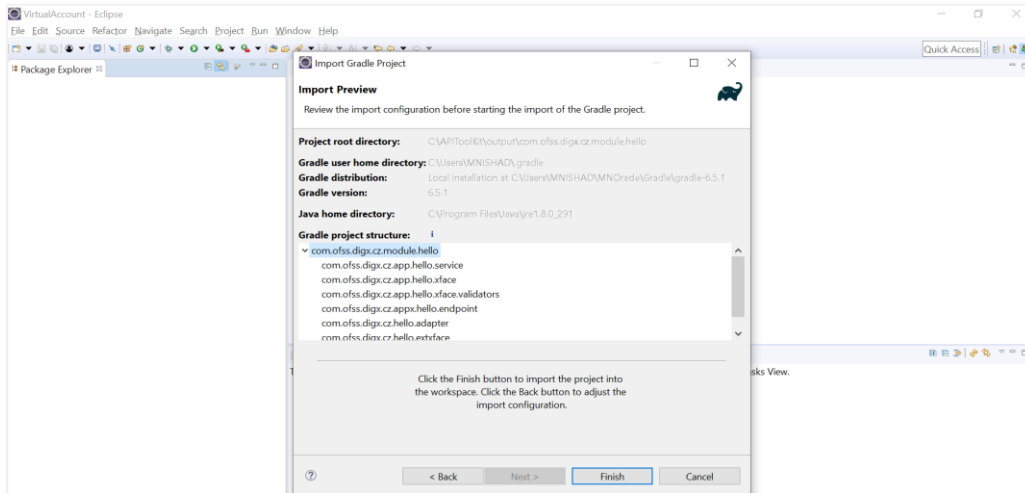 VirtualAccount - Eclipse
File Edit Source Refactor Navigate Search Project Run Window Help
Quick Access
Package Explorer
Import Gradle Project
Import Preview
Review the import configuration before starting the import of the Gradle project.
Project root directory: C:\APIToolKit\output\com.ofss.digx.cz.module.hello
Gradle user home directory: C:\Users\MNISHAD\.gradle
Gradle distribution: Local installation at C:\Users\MNISHAD\MNOracle\Gradle\gradle-6.5.1
Gradle version: 6.5.1
Java home directory: C:\Program Files\Java\jre1.8.0_291
Gradle project structure:
com.ofss.digx.cz.module.hello
com.ofss.digx.cz.app.hello.service
com.ofss.digx.cz.app.hello.xface
com.ofss.digx.cz.app.hello.xface.validators
com.ofss.digx.cz.appx.hello.endpoint
com.ofss.digx.cz.hello.adapter
com.ofss.digx.cz.hello.extxface
sks View.
Click the Finish button to import the project into
the workspace. Click the Back button to adjust the
import configuration.
< Back Next > Finish Cancel